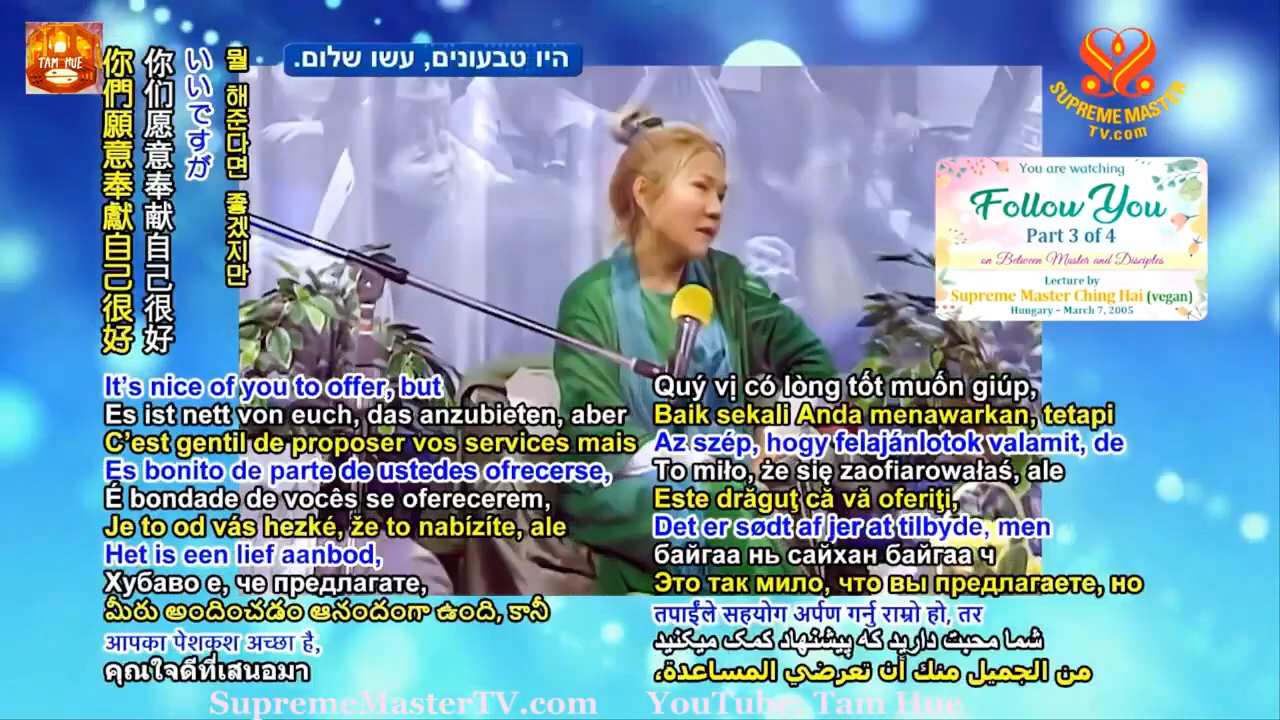 TAM HUE
你們願意奉獻自己很好
你们愿意奉献自己很好
いいですが
뭘 해준다면 좋겠지만
היו טבעונים, עשו שלום.
SUPREME MASTER
TV.com
You are watching
Follow You
Part 3 of 4
on Between Master and Disciples
Lecture by
Supreme Master Ching Hai (vegan)
Hungary – March 7, 2005
It's nice of you to offer, but
Es ist nett von euch, das anzubieten, aber
C'est gentil de proposer vos services mais
Es bonito de parte de ustedes ofrecerse,
É bondade de vocês se oferecerem,
Je to od vás hezké, že to nabízíte, ale
Het is een lief aanbod,
Хубаво е, че предлагате,
మీరు అందించడం ఆనందంగా ఉంది, కానీ
आपका पेशकश अच्छा है,
คุณใจดีที่เสนอมา
Quý vị có lòng tốt muốn giúp,
Baik sekali Anda menawarkan, tetapi
Az szép, hogy felajánlotok valamit, de
To miło, że się zaofiarowałaś, ale
Este drăguţ că vă oferiţi,
Det er sødt af jer at tilbyde, men
байгаа нь сайхан байгаа ч
Это так мило, что вы предлагаете, но
तपाईंले सहयोग अर्पण गर्नु राम्रो हो, तर
شما محبت دارید که پیشنهاد کمک میکنید
من الجميل منك أن تعرضي المساعدة،
SupremeMasterTV.com
YouTube: Tam Hue